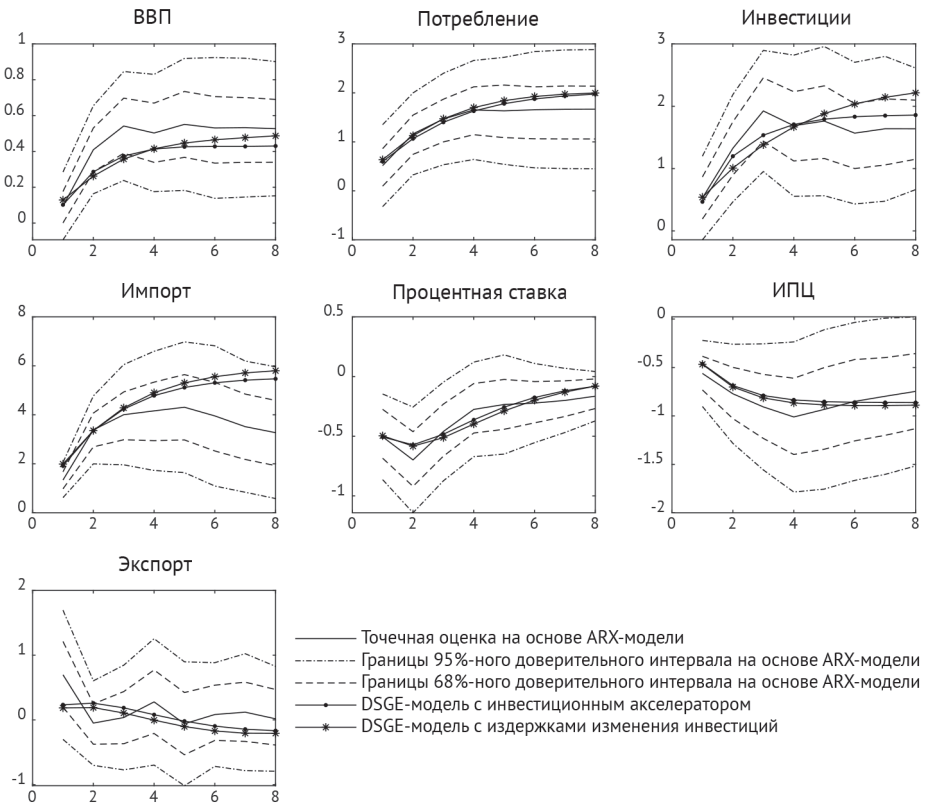 ВВП
Потребление
Инвестиции
1
0.8
0.6
0.4
0.2
0
0 2 4 6 8
3
2
1
0
-1
0 2 4 6 8
3
2
1
0
0 2 4 6 8
Импорт
Процентная ставка
ИПЦ
8
6
4
2
0
0 2 4 6 8
0.5
0
-0.5
-1
0 2 4 6 8
0
-0.5
-1
-1.5
-2
0 2 4 6 8
Экспорт
2
1
0
-1
0 2 4 6 8
Точечная оценка на основе ARX-модели
Границы 95%-ного доверительного интервала на основе ARX-модели
Границы 68%-ного доверительного интервала на основе ARX-модели
DSGE-модель с инвестиционным акселератором
DSGE-модель с издержками изменения инвестиций